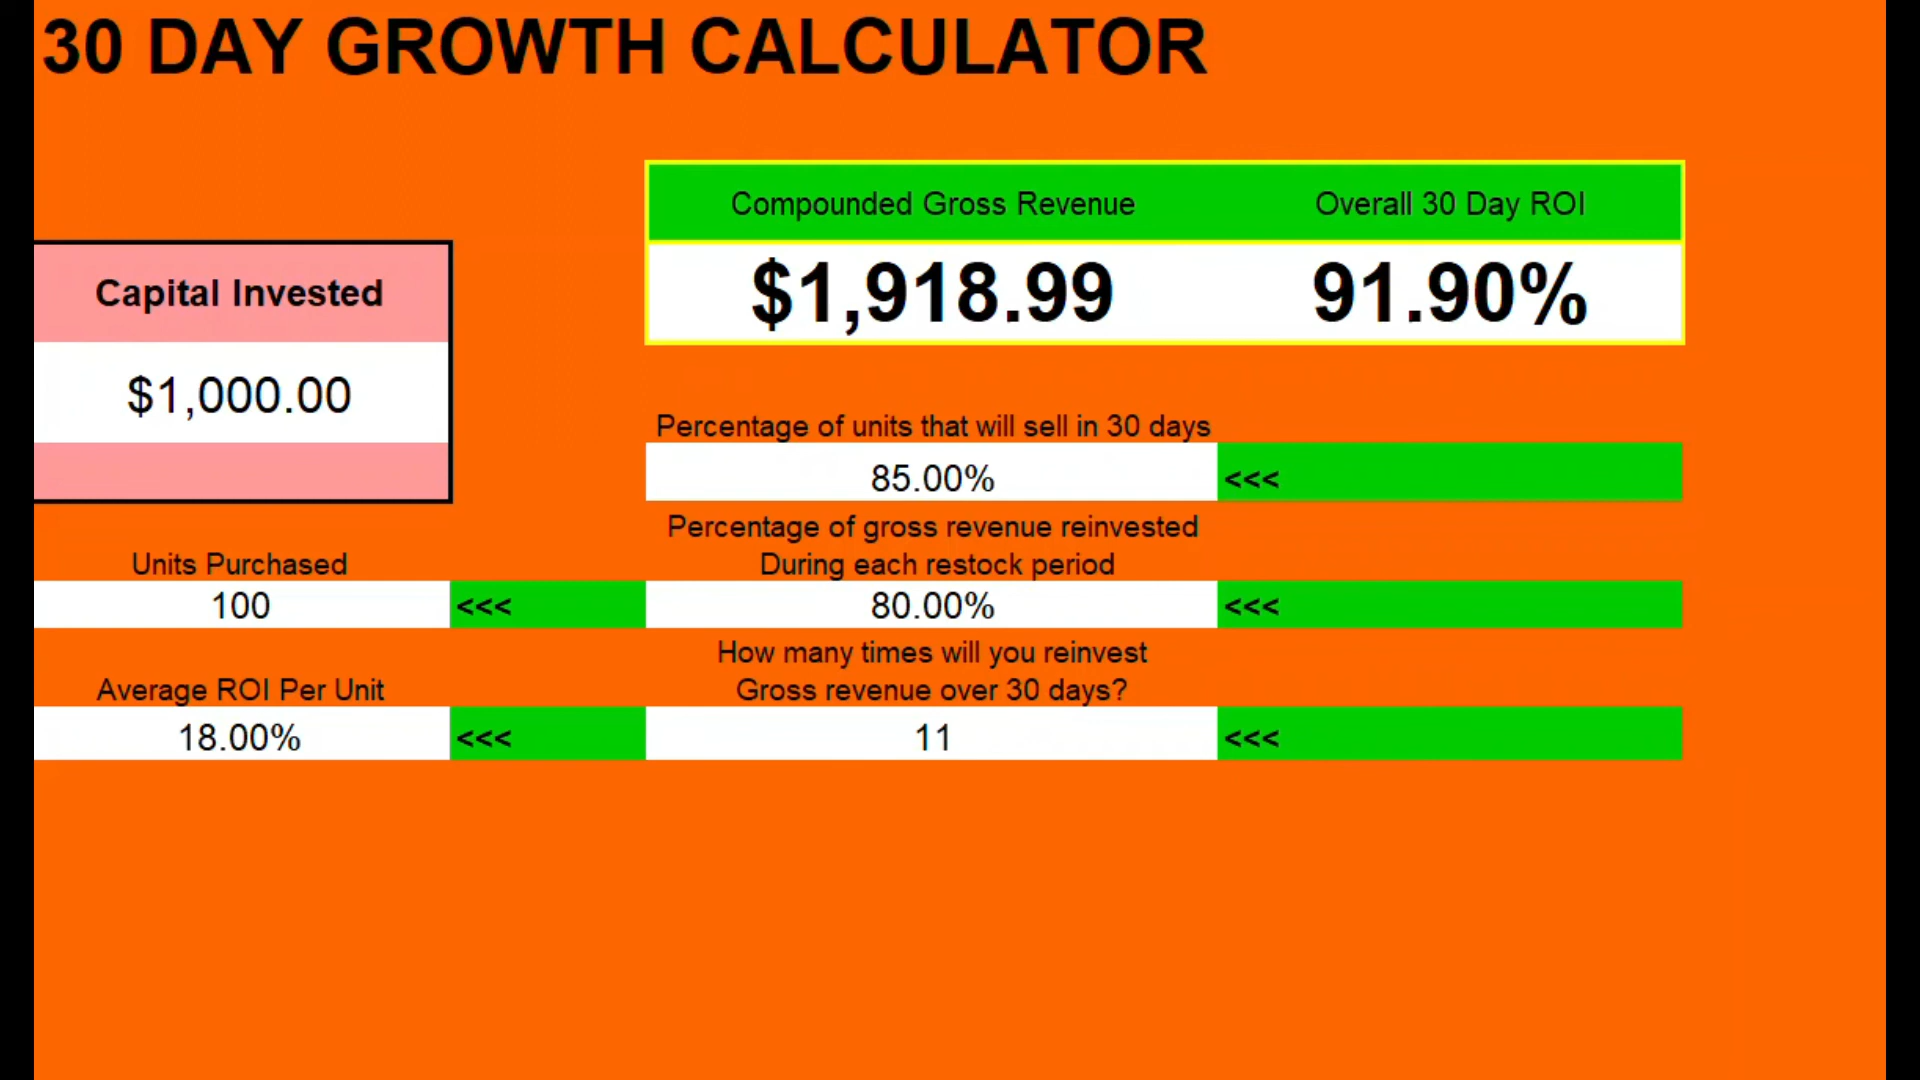 30 DAY GROWTH CALCULATOR
Compounded Gross Revenue
Overall 30 Day ROI
$1,918.99
91.90%
Capital Invested
$1,000.00
Percentage of units that will sell in 30 days
85.00%
<<<
Percentage of gross revenue reinvested
During each restock period
Units Purchased
100
<<<
80.00%
<<<
How many times will you reinvest
Gross revenue over 30 days?
Average ROI Per Unit
18.00%
<<<
11
<<<